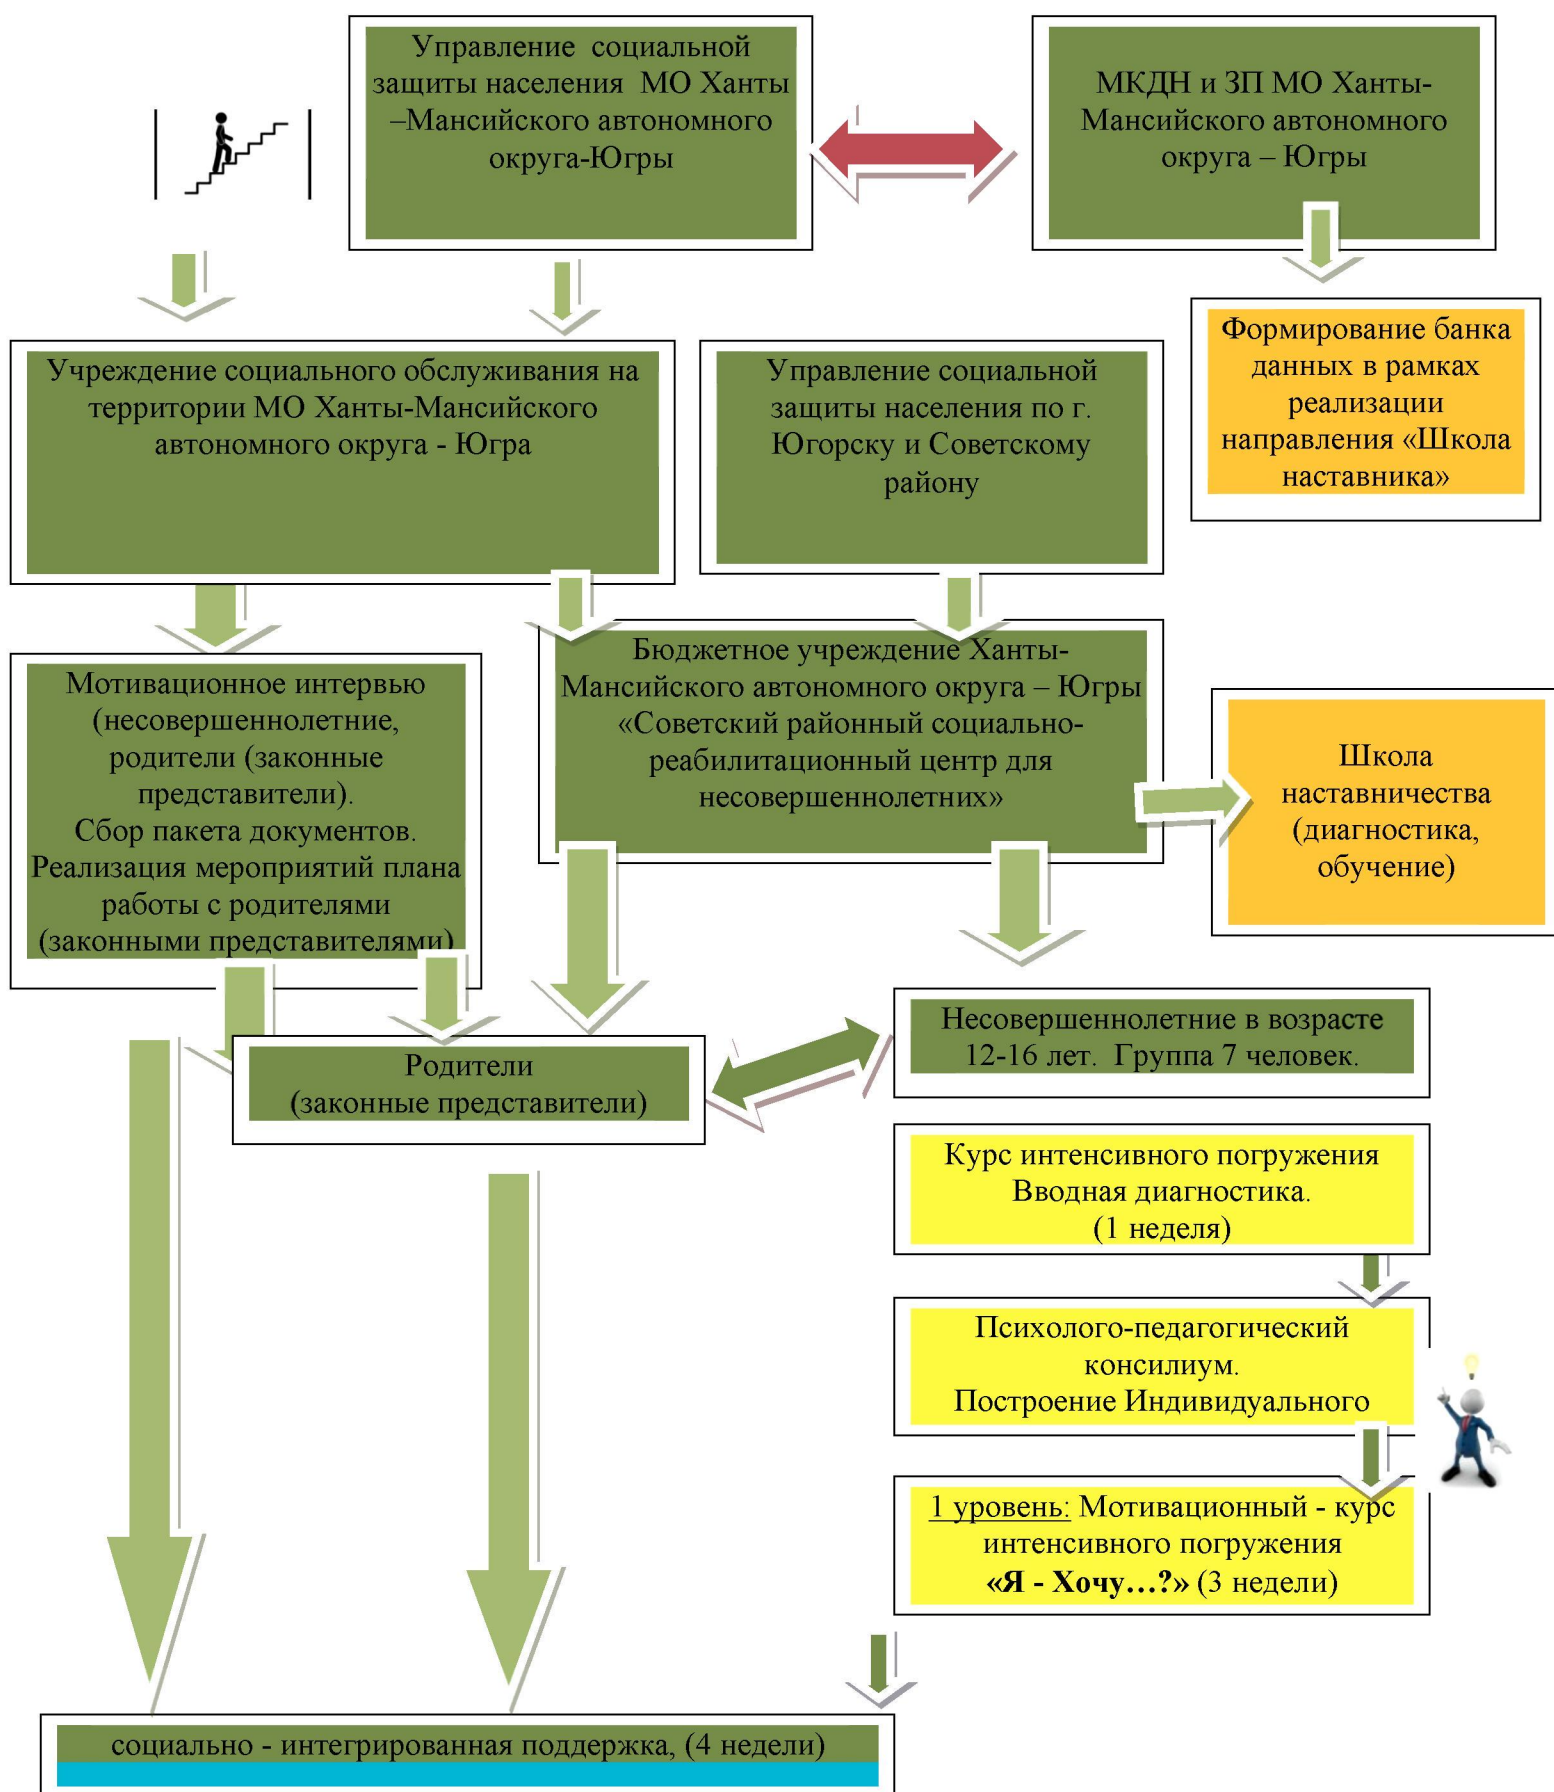 Управление социальной
защиты населения МО Ханты
–Мансийского автономного
округа-Югры
МКДН и ЗП МО Ханты-
Мансийского автономного
округа – Югры
Формирование банка
данных в рамках
реализации
направления «Школа
наставника»
Учреждение социального обслуживания на
территории МО Ханты-Мансийского
автономного округа - Югра
Управление социальной
защиты населения по г.
Югорску и Советскому
району
Мотивационное интервью
(несовершеннолетние,
родители (законные
представители).
Сбор пакета документов.
Реализация мероприятий плана
работы с родителями
(законными представителями)
Бюджетное учреждение Ханты-
Мансийского автономного округа – Югры
«Советский районный социально-
реабилитационный центр для
несовершеннолетних»
Школа
наставничества
(диагностика,
обучение)
Родители
(законные представители)
Несовершеннолетние в возрасте
12-16 лет. Группа 7 человек.
Курс интенсивного погружения
Вводная диагностика.
(1 неделя)
Психолого-педагогический
консилиум.
Построение Индивидуального
1 уровень: Мотивационный - курс
интенсивного погружения
«Я - Хочу…?» (3 недели)
социально - интегрированная поддержка, (4 недели)